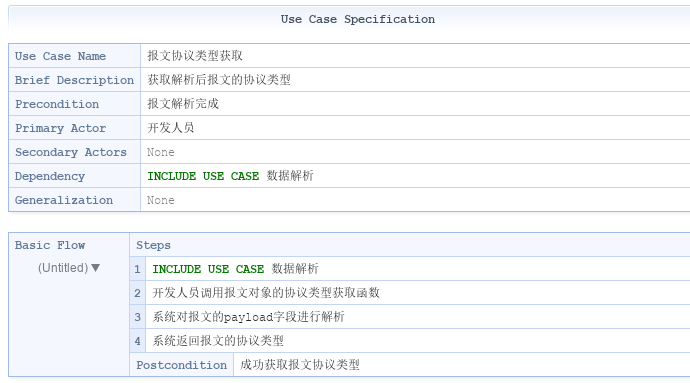 Use Case Specification
Use Case Name 报文协议类型获取
Brief Description 获取解析后报文的协议类型
Precondition 报文解析完成
Primary Actor 开发人员
Secondary Actors None
Dependency INCLUDE USE CASE 数据解析
Generalization None
Basic Flow Steps
(Untitled) ▼
1 INCLUDE USE CASE 数据解析
2 开发人员调用报文对象的协议类型获取函数
3 系统对报文的payload字段进行解析
4 系统返回报文的协议类型
Postcondition 成功获取报文协议类型